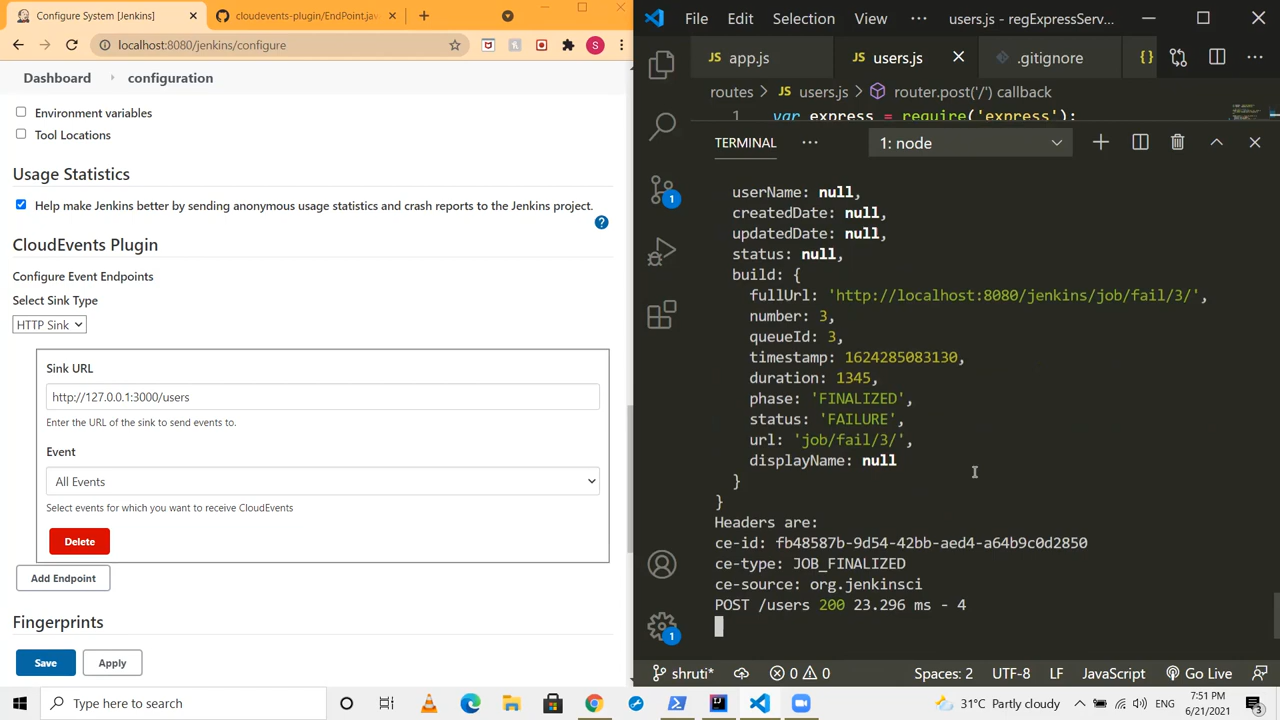 Configure System [Jenkins]
cloudevents-plugin/EndPoint.jav
localhost:8080/jenkins/configure
S
Dashboard
configuration
Environment variables
Tool Locations
Usage Statistics
Help make Jenkins better by sending anonymous usage statistics and crash reports to the Jenkins project.
?
CloudEvents Plugin
Configure Event Endpoints
Select Sink Type
HTTP Sink
Sink URL
http://127.0.0.1:3000/users
Enter the URL of the sink to send events to.
Event
All Events
Select events for which you want to receive CloudEvents
Delete
Add Endpoint
Fingerprints
Save
Apply
File
Edit
Selection
View
users.js - regExpressServ...
JS app.js
JS users.js
.gitignore
{}
routes > JS users.js > router.post('/') callback
1 var express = require('express');
TERMINAL
1: node
userName: null,
createdDate: null,
updatedDate: null,
status: null,
build: {
fullUrl: 'http://localhost:8080/jenkins/job/fail/3/',
number: 3,
queueId: 3,
timestamp: 1624285083130,
duration: 1345,
phase: 'FINALIZED',
status: 'FAILURE',
url: 'job/fail/3/',
displayName: null
}
}
Headers are:
ce-id: fb48587b-9d54-42bb-aed4-a64b9c0d2850
ce-type: JOB_FINALIZED
ce-source: org.jenkinsci
POST /users 200 23.296 ms - 4
1
1
shruti*
0
0
Spaces: 2
UTF-8
LF
JavaScript
Go Live
Type here to search
31°C Partly cloudy
ENG
7:51 PM
6/21/2021
3